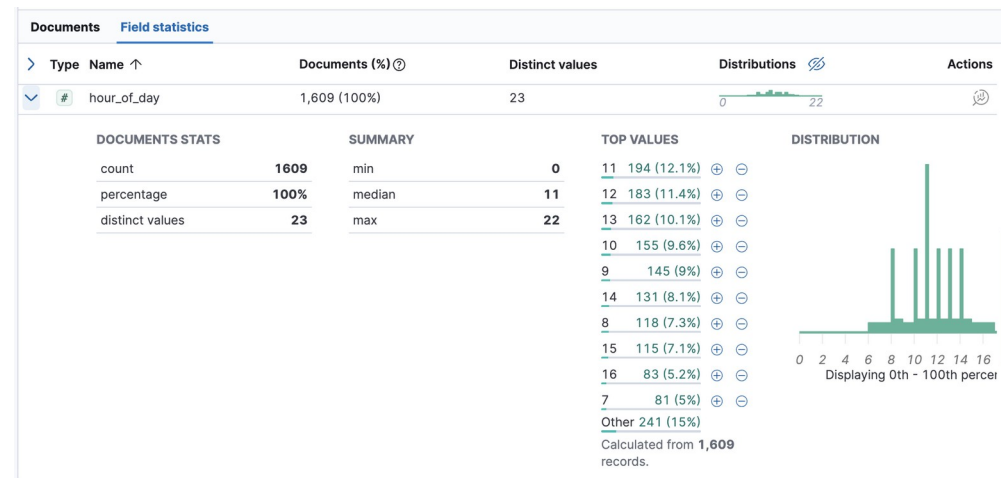 Documents Field statistics
Type Name ↑ Documents (%) Distinct values Distributions Actions
# hour_of_day 1,609 (100%) 23 0 22
DOCUMENTS STATS SUMMARY TOP VALUES DISTRIBUTION
count 1609 min 0 11 194 (12.1%)
percentage 100% median 11 12 183 (11.4%)
distinct values 23 max 22 13 162 (10.1%)
10 155 (9.6%)
9 145 (9%)
14 131 (8.1%)
8 118 (7.3%)
15 115 (7.1%)
16 83 (5.2%)
7 81 (5%)
Other 241 (15%)
Calculated from 1,609
records.
0 2 4 6 8 10 12 14 16
Displaying 0th - 100th percen